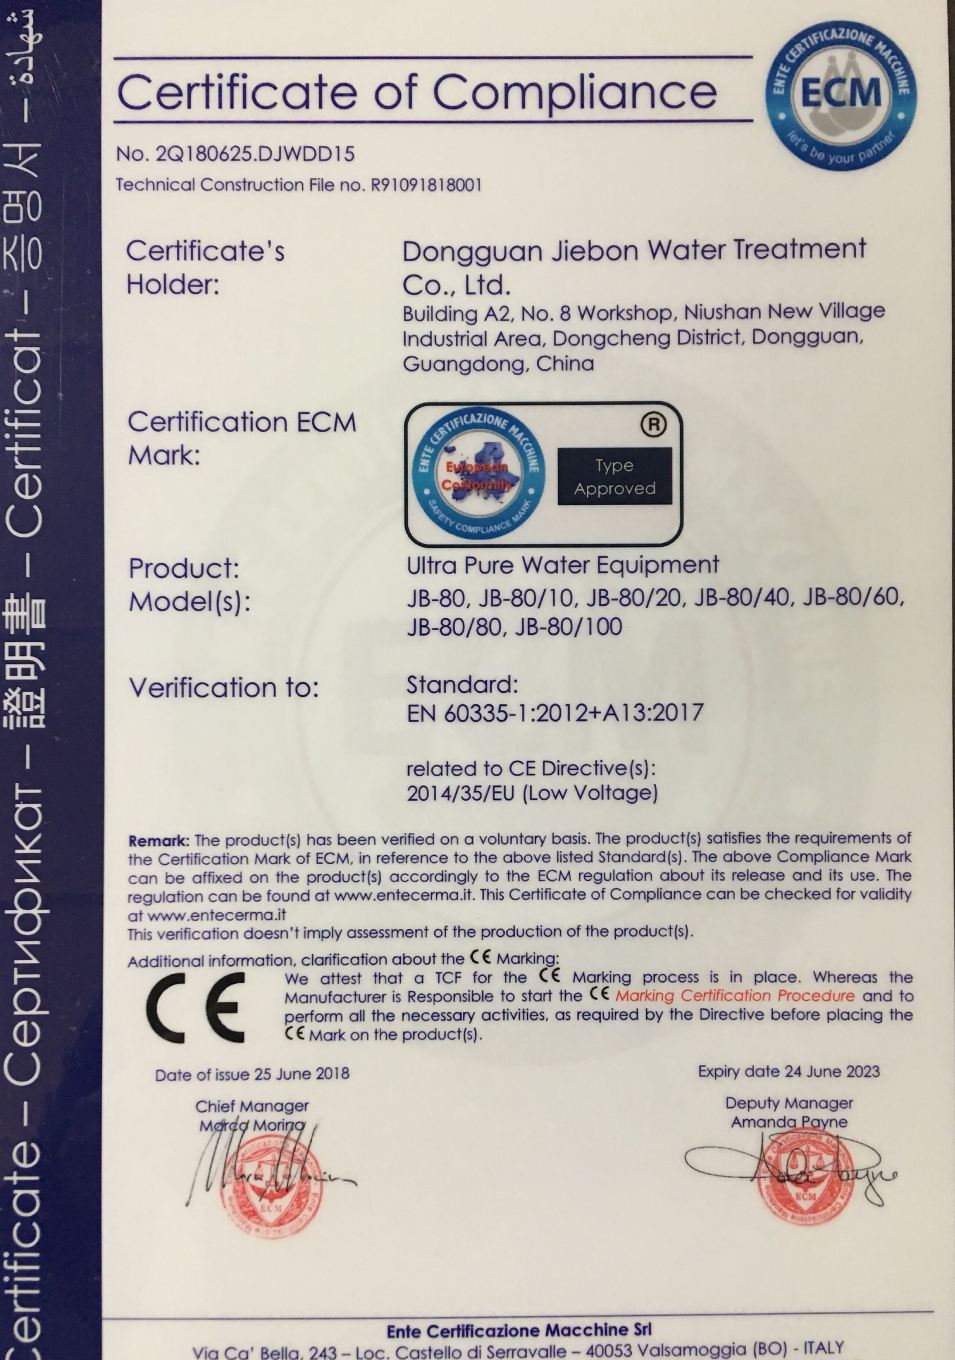 ENTE CERTIFICAZIONE MACCHINE
ECM
let's be your partner
Certificate of Compliance
No. 2Q180625.DJWDD15
Technical Construction File no. R91091818001
Certificate's
Holder:
Dongguan Jiebon Water Treatment
Co., Ltd.
Building A2, No. 8 Workshop, Niushan New Village
Industrial Area, Dongcheng District, Dongguan,
Guangdong, China
Certification ECM
Mark:
ENTE CERTIFICAZIONE MACCHINE
European
Conformity
SAFETY COMPLIANCE MARK
®
Type
Approved
Product:
Ultra Pure Water Equipment
Model(s):
JB-80, JB-80/10, JB-80/20, JB-80/40, JB-80/60,
JB-80/80, JB-80/100
Verification to:
Standard:
EN 60335-1:2012+A13:2017
related to CE Directive(s):
2014/35/EU (Low Voltage)
Remark: The product(s) has been verified on a voluntary basis. The product(s) satisfies the requirements of
the Certification Mark of ECM, in reference to the above listed Standard(s). The above Compliance Mark
can be affixed on the product(s) accordingly to the ECM regulation about its release and its use. The
regulation can be found at www.entecerma.it. This Certificate of Compliance can be checked for validity
at www.entecerma.it
This verification doesn't imply assessment of the production of the product(s).
Additional information, clarification about the CE Marking:
CE
We attest that a TCF for the CE Marking process is in place. Whereas the
Manufacturer is Responsible to start the CE Marking Certification Procedure and to
perform all the necessary activities, as required by the Directive before placing the
CE Mark on the product(s).
Date of issue 25 June 2018
Expiry date 24 June 2023
Chief Manager
Marco Morina
Deputy Manager
Amanda Payne
ECM
ECM
Ente Certificazione Macchine Srl
Via Ca' Bella, 243 – Loc. Castello di Serravalle – 40053 Valsamoggia (BO) - ITALY
Certificate – Сертификат – 證明書 – Certificat – 증명서 – شهادة